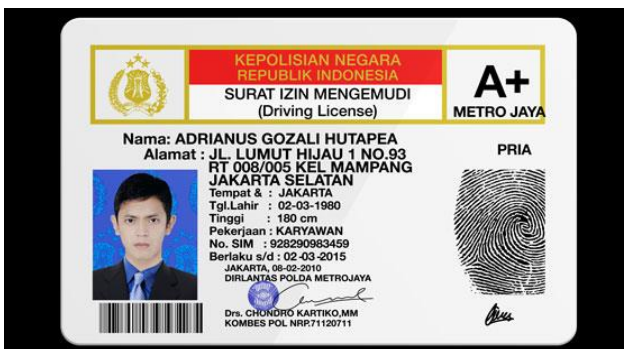 KEPOLISIAN NEGARA
REPUBLIK INDONESIA
SURAT IZIN MENGEMUDI
(Driving License)
A+
METRO JAYA
Nama: ADRIANUS GOZALI HUTAPEA
Alamat : JL. LUMUT HIJAU 1 NO.93
RT 008/005 KEL MAMPANG
JAKARTA SELATAN
PRIA
Tempat & : JAKARTA
Tgl.Lahir : 02-03-1980
Tinggi : 180 cm
Pekerjaan : KARYAWAN
No. SIM : 928290983459
Berlaku s/d : 02-03-2015
JAKARTA, 08-02-2010
DIRLANTAS POLDA METROJAYA
Drs. CHONDRO KARTIKO,MM
KOMBES POL NRP.71120711